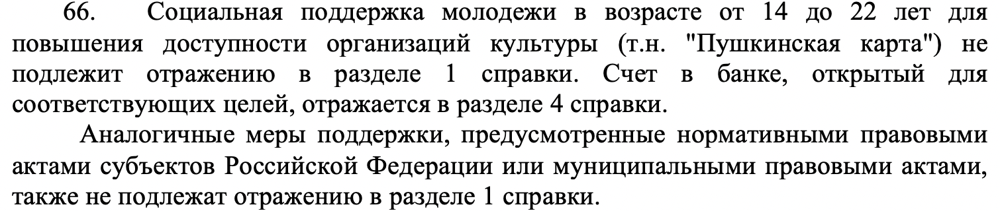 66. Социальная поддержка молодежи в возрасте от 14 до 22 лет для
повышения доступности организаций культуры (т.н. "Пушкинская карта") не
подлежит отражению в разделе 1 справки. Счет в банке, открытый для
соответствующих целей, отражается в разделе 4 справки.
Аналогичные меры поддержки, предусмотренные нормативными правовыми
актами субъектов Российской Федерации или муниципальными правовыми актами,
также не подлежат отражению в разделе 1 справки.